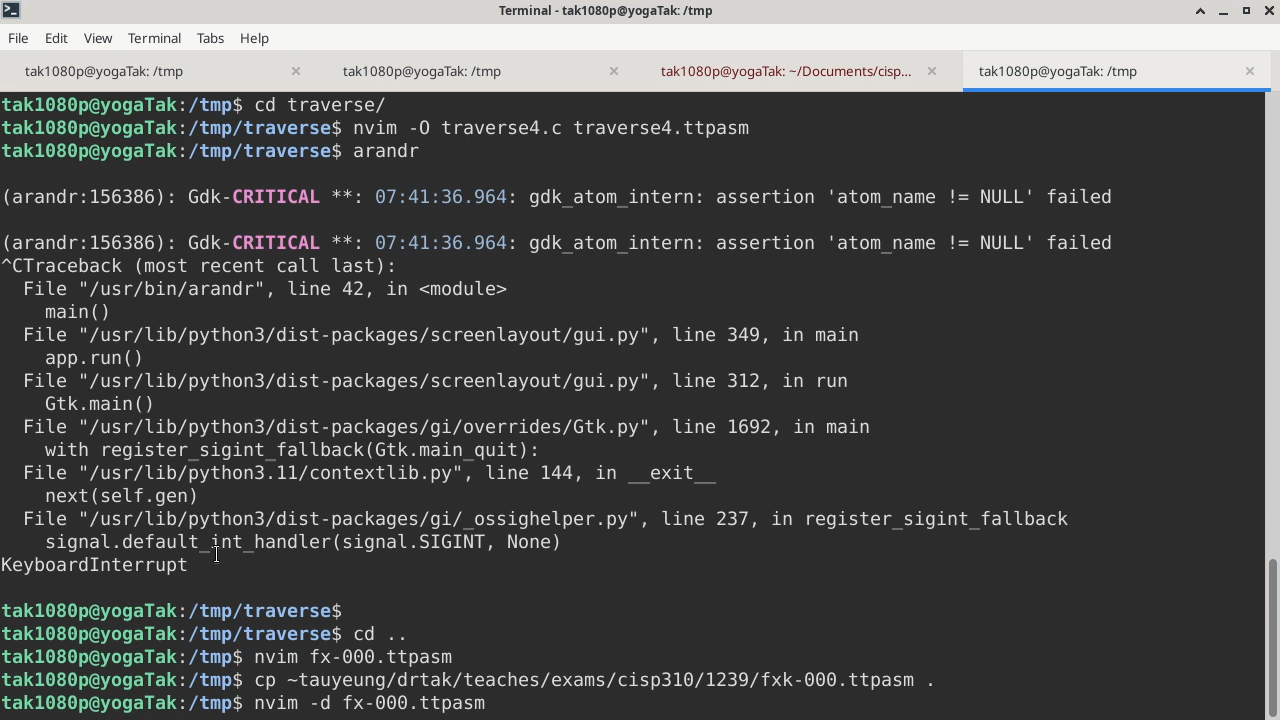 Terminal - tak1080p@yogaTak: /tmp
File Edit View Terminal Tabs Help
tak1080p@yogaTak: /tmp tak1080p@yogaTak: /tmp tak1080p@yogaTak: ~/Documents/cisp... tak1080p@yogaTak: /tmp
tak1080p@yogaTak:/tmp$ cd traverse/
tak1080p@yogaTak:/tmp/traverse$ nvim -O traverse4.c traverse4.ttpasm
tak1080p@yogaTak:/tmp/traverse$ arandr
(arandr:156386): Gdk-CRITICAL **: 07:41:36.964: gdk_atom_intern: assertion 'atom_name != NULL' failed
(arandr:156386): Gdk-CRITICAL **: 07:41:36.964: gdk_atom_intern: assertion 'atom_name != NULL' failed
^CTraceback (most recent call last):
  File "/usr/bin/arandr", line 42, in <module>
    main()
  File "/usr/lib/python3/dist-packages/screenlayout/gui.py", line 349, in main
    app.run()
  File "/usr/lib/python3/dist-packages/screenlayout/gui.py", line 312, in run
    Gtk.main()
  File "/usr/lib/python3/dist-packages/gi/overrides/Gtk.py", line 1692, in main
    with register_sigint_fallback(Gtk.main_quit):
  File "/usr/lib/python3.11/contextlib.py", line 144, in __exit__
    next(self.gen)
  File "/usr/lib/python3/dist-packages/gi/_ossighelper.py", line 237, in register_sigint_fallback
    signal.default_int_handler(signal.SIGINT, None)
KeyboardInterrupt
tak1080p@yogaTak:/tmp/traverse$
tak1080p@yogaTak:/tmp/traverse$ cd ..
tak1080p@yogaTak:/tmp$ nvim fx-000.ttpasm
tak1080p@yogaTak:/tmp$ cp ~tauyeung/drtak/teaches/exams/cisp310/1239/fxk-000.ttpasm .
tak1080p@yogaTak:/tmp$ nvim -d fx-000.ttpasm